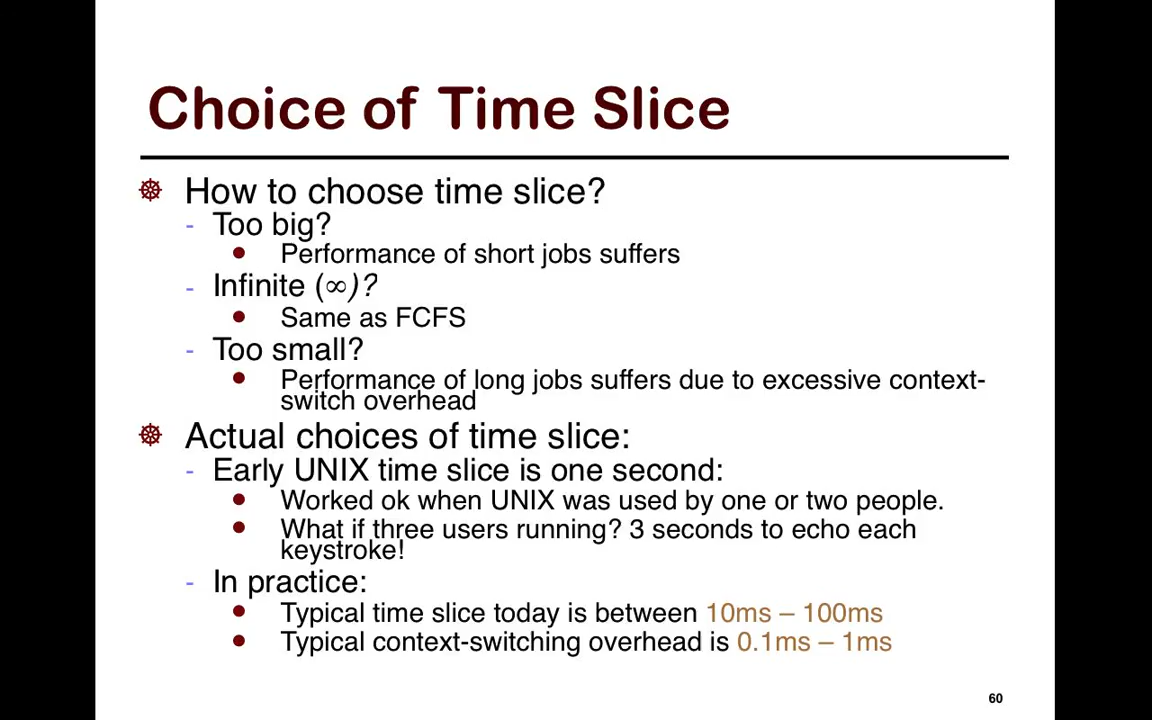 Choice of Time Slice
How to choose time slice?
- Too big?
Performance of short jobs suffers
- Infinite (∞)?
Same as FCFS
- Too small?
Performance of long jobs suffers due to excessive context-
switch overhead
Actual choices of time slice:
- Early UNIX time slice is one second:
Worked ok when UNIX was used by one or two people.
What if three users running? 3 seconds to echo each
keystroke!
- In practice:
Typical time slice today is between 10ms – 100ms
Typical context-switching overhead is 0.1ms – 1ms
60